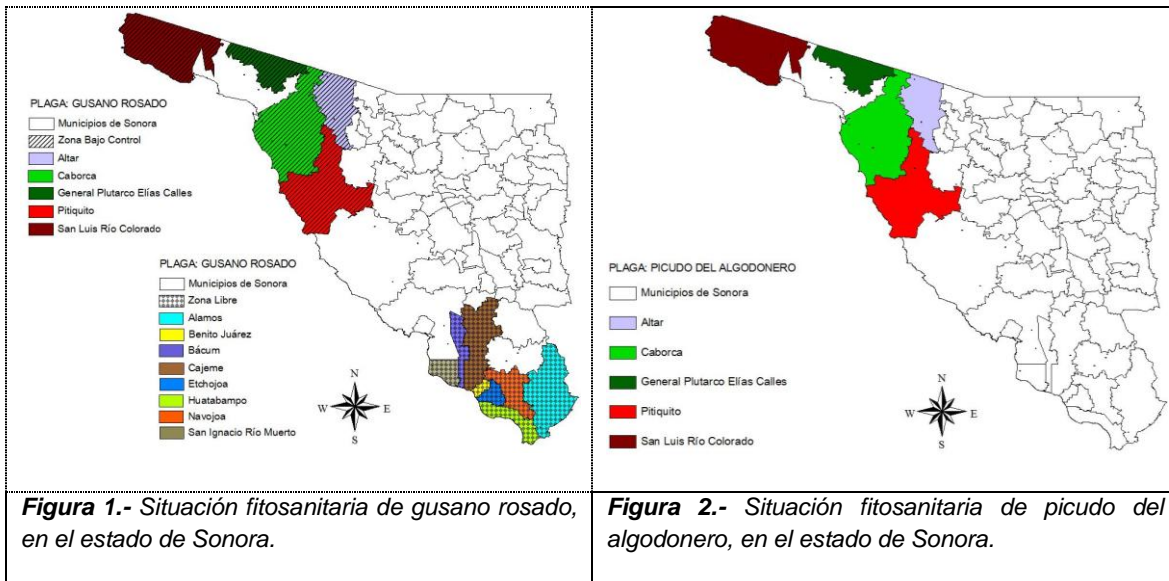 PLAGA: GUSANO ROSADO
Municipios de Sonora
Zona Bajo Control
Altar
Caborca
General Plutarco Elías Calles
Pitiquito
San Luis Río Colorado
PLAGA: GUSANO ROSADO
Municipios de Sonora
Zona Libre
Alamos
Benito Juárez
Bácum
Cajeme
Etchojoa
Huatabampo
Navojoa
San Ignacio Río Muerto
N
W E
S
Figura 1.- Situación fitosanitaria de gusano rosado,
en el estado de Sonora.
PLAGA: PICUDO DEL ALGODONERO
Municipios de Sonora
Altar
Caborca
General Plutarco Elías Calles
Pitiquito
San Luis Río Colorado
N
W E
S
Figura 2.- Situación fitosanitaria de picudo del
algodonero, en el estado de Sonora.